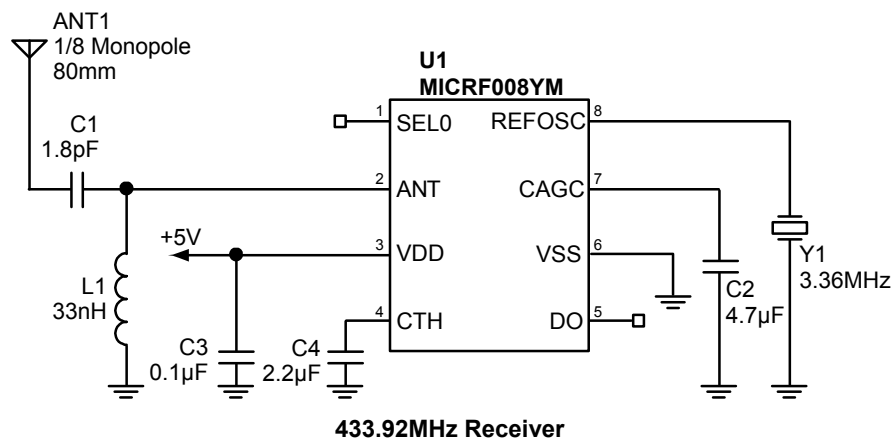 ANT1
1/8 Monopole
80mm
C1
1.8pF
L1
33nH
+5V
C3
0.1µF
C4
2.2µF
U1
MICRF008YM
1
SEL0
2
ANT
3
VDD
4
CTH
REFOSC
8
CAGC
7
VSS
6
DO
5
C2
4.7µF
Y1
3.36MHz
433.92MHz Receiver